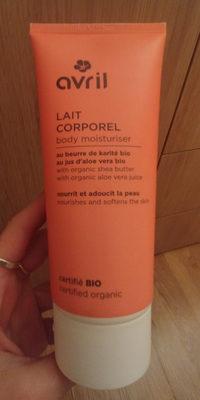 avril
LAIT
CORPOREL
body moisturiser
au beurre de karité bio
au jus d'aloe vera bio
with organic shea butter
with organic aloe vera juice
nourrit et adoucit la peau
nourishes and softens the skin
certifié BIO
certified organic